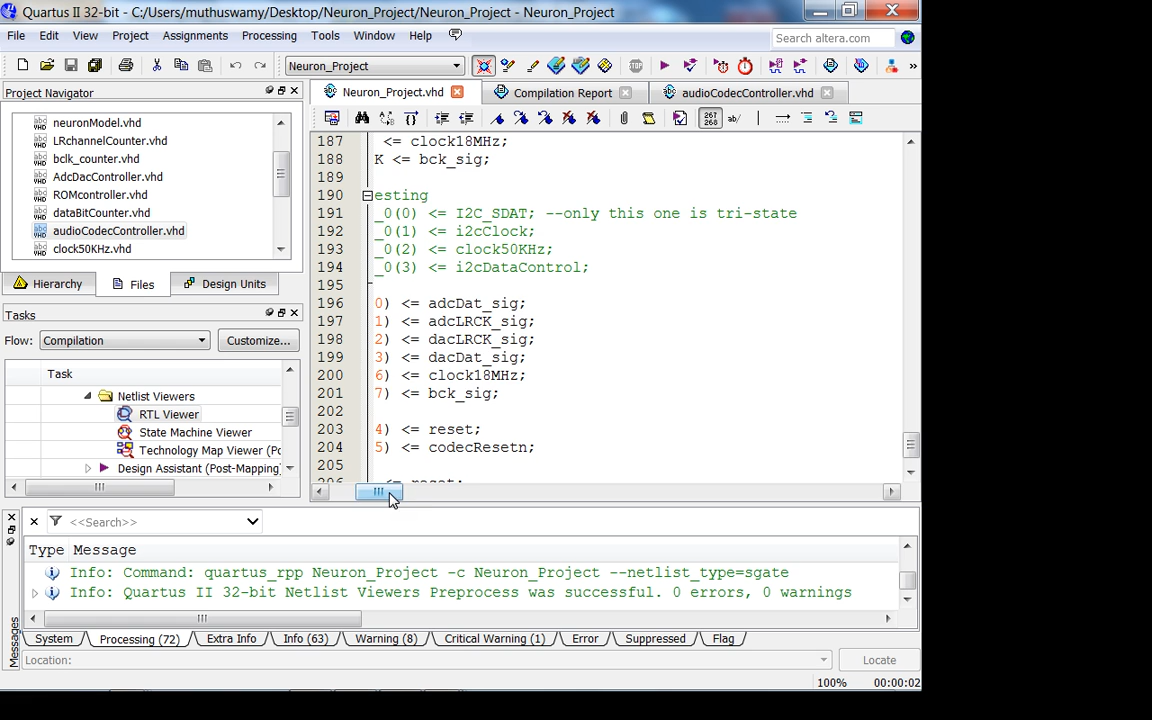 Quartus II 32-bit - C:/Users/muthuswamy/Desktop/Neuron_Project/Neuron_Project - Neuron_Project
File Edit View Project Assignments Processing Tools Window Help
Search altera.com
Neuron_Project
Project Navigator
neuronModel.vhd
LRchannelCounter.vhd
bclk_counter.vhd
AdcDacController.vhd
ROMcontroller.vhd
dataBitCounter.vhd
audioCodecController.vhd
clock50KHz.vhd
Hierarchy Files Design Units
Tasks
Flow: Compilation Customize...
Task
Netlist Viewers
RTL Viewer
State Machine Viewer
Technology Map Viewer (Po
Design Assistant (Post-Mapping)
Neuron_Project.vhd Compilation Report audioCodecController.vhd
187 <= clock18MHz;
188 K <= bck_sig;
189
190 esting
191 _0(0) <= I2C_SDAT; --only this one is tri-state
192 _0(1) <= i2cClock;
193 _0(2) <= clock50KHz;
194 _0(3) <= i2cDataControl;
195
196 0) <= adcDat_sig;
197 1) <= adcLRCK_sig;
198 2) <= dacLRCK_sig;
199 3) <= dacDat_sig;
200 6) <= clock18MHz;
201 7) <= bck_sig;
202
203 4) <= reset;
204 5) <= codecResetn;
205
206 <= reset;
<<Search>>
Type Message
Info: Command: quartus_rpp Neuron_Project -c Neuron_Project --netlist_type=sgate
Info: Quartus II 32-bit Netlist Viewers Preprocess was successful. 0 errors, 0 warnings
System Processing (72) Extra Info Info (63) Warning (8) Critical Warning (1) Error Suppressed Flag
Messages
Location: Locate
100% 00:00:02